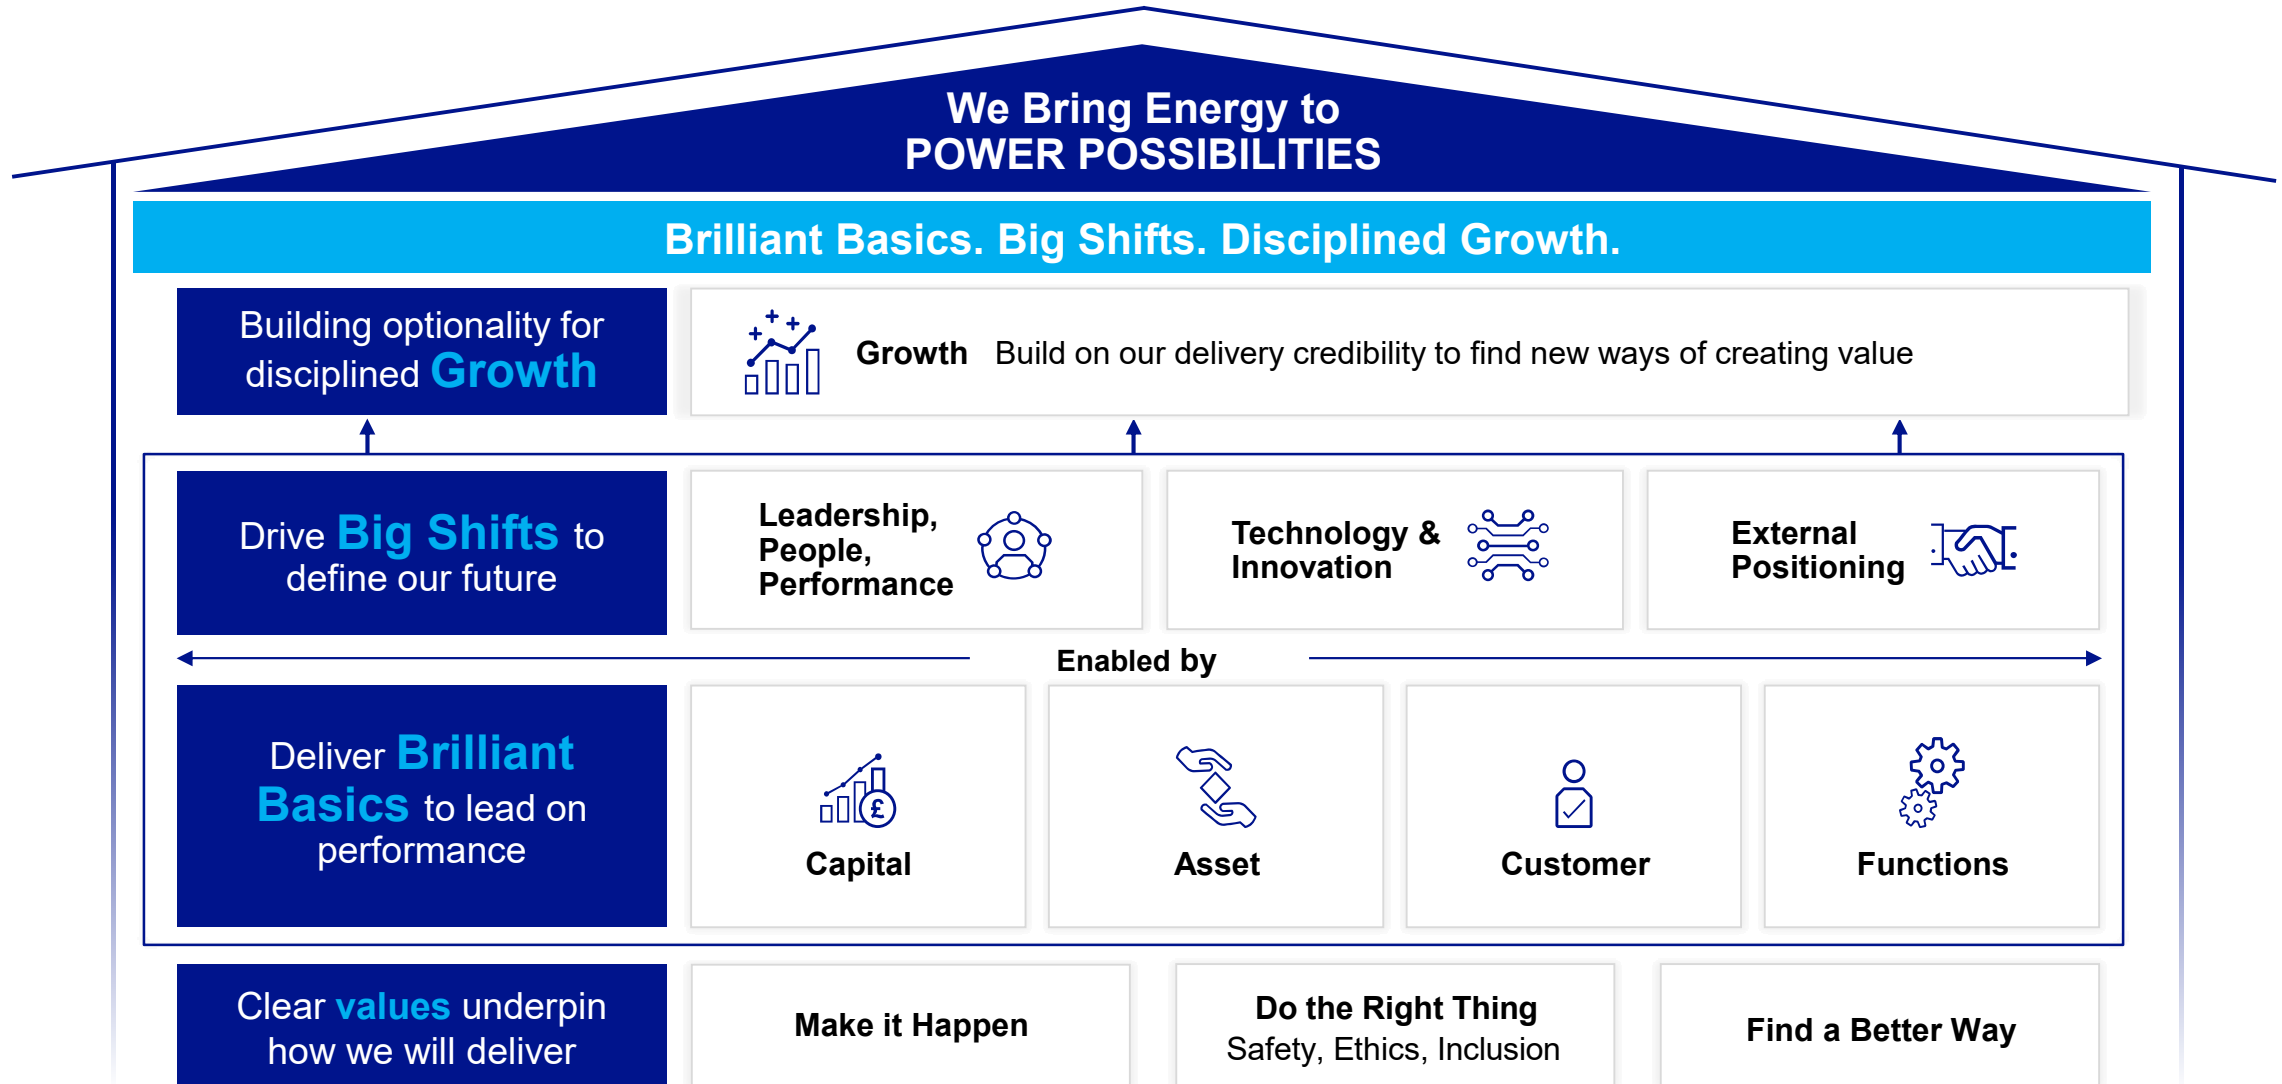 We Bring Energy to
POWER POSSIBILITIES
Brilliant Basics. Big Shifts. Disciplined Growth.
Building optionality for
disciplined Growth
Growth Build on our delivery credibility to find new ways of creating value
Drive Big Shifts to
define our future
Leadership,
People,
Performance
Technology &
Innovation
External
Positioning
Enabled by
Deliver Brilliant
Basics to lead on
performance
£
Capital
Asset
Customer
Functions
Clear values underpin
how we will deliver
Make it Happen
Do the Right Thing
Safety, Ethics, Inclusion
Find a Better Way